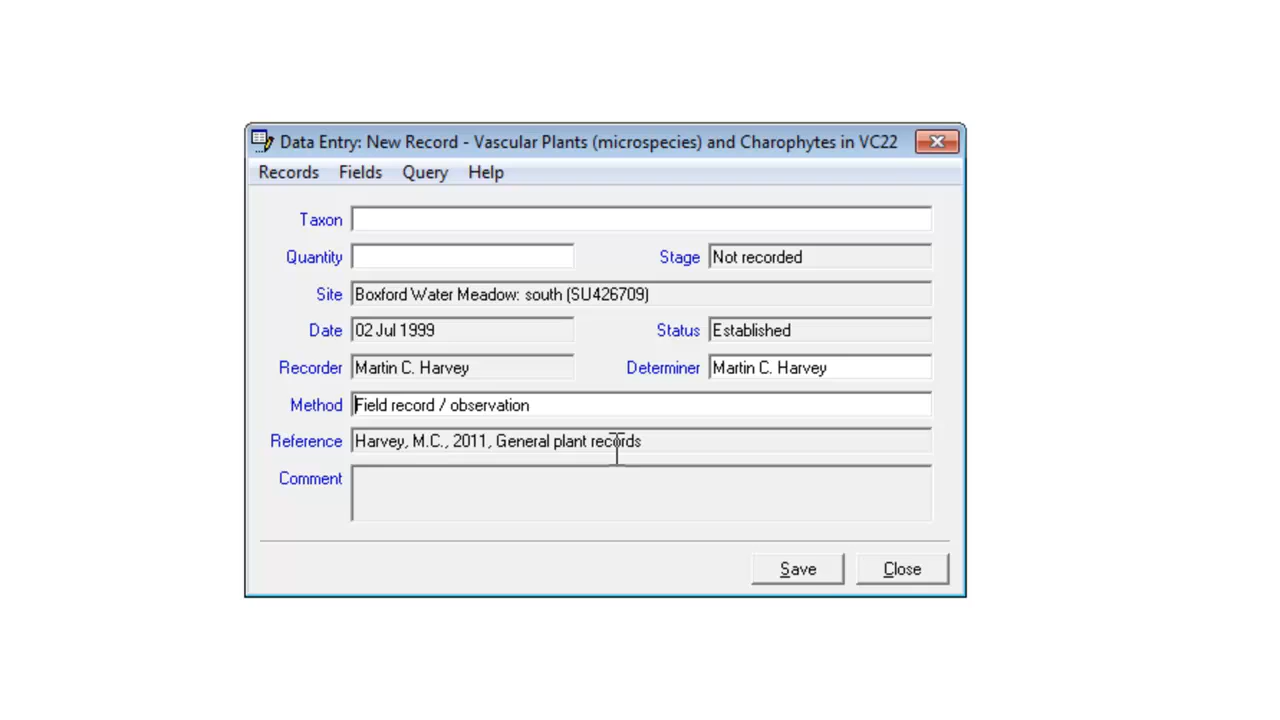 Data Entry: New Record - Vascular Plants (microspecies) and Charophytes in VC22
Records Fields Query Help
Taxon
Quantity Stage Not recorded
Site Boxford Water Meadow: south (SU426709)
Date 02 Jul 1999 Status Established
Recorder Martin C. Harvey Determiner Martin C. Harvey
Method Field record / observation
Reference Harvey, M.C., 2011, General plant records
Comment
Save Close